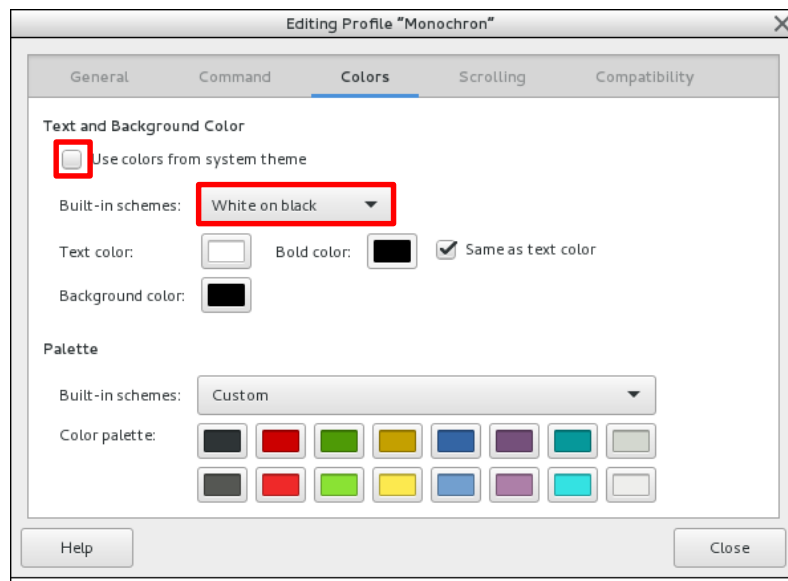 Editing Profile “Monochron”
General Command Colors Scrolling Compatibility
Text and Background Color
Use colors from system theme
Built-in schemes: White on black
Text color: Bold color: Same as text color
Background color:
Palette
Built-in schemes: Custom
Color palette:
Help Close